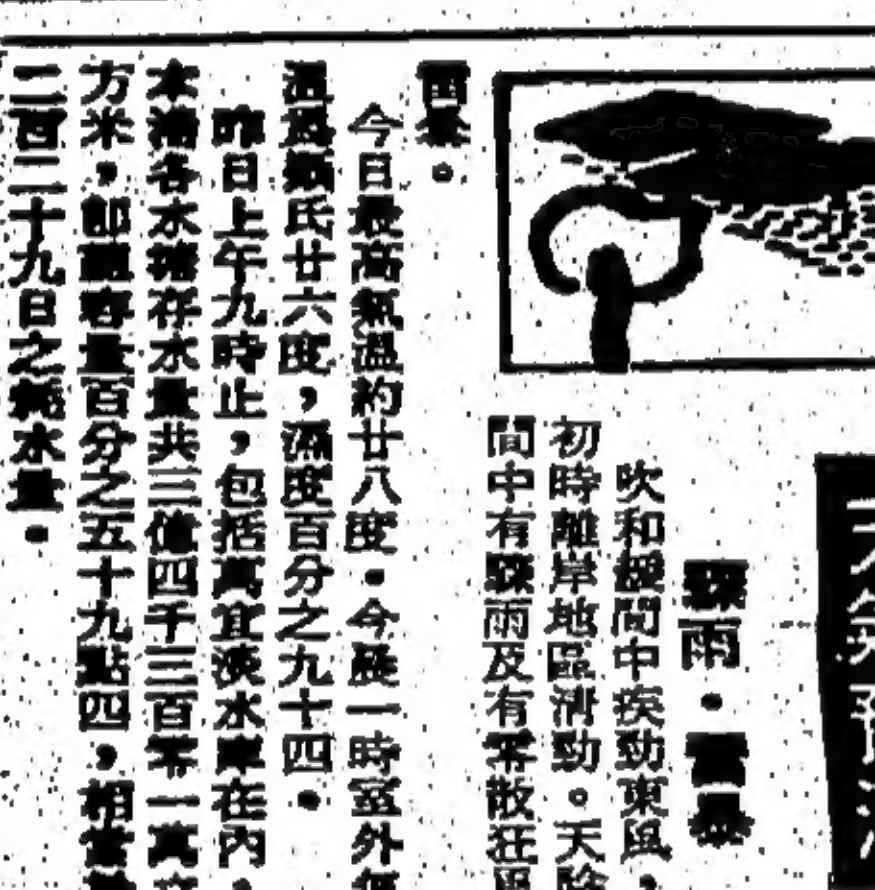 天氣預測
驟雨・雷暴
吹和緩間中疾勁東風，
初時離岸地區清勁。天陰
間中有驟雨及有零散狂風
雷暴。
今日最高氣溫約廿八度。今晨一時室外氣
溫為攝氏廿六度，濕度百分之九十四。
昨日上午九時止，包括萬宜淡水庫在內，
本港各水塘存水量共三億四千三百零一萬立
方米，即總容量百分之五十九點四，相當於
二百二十九日之耗水量。